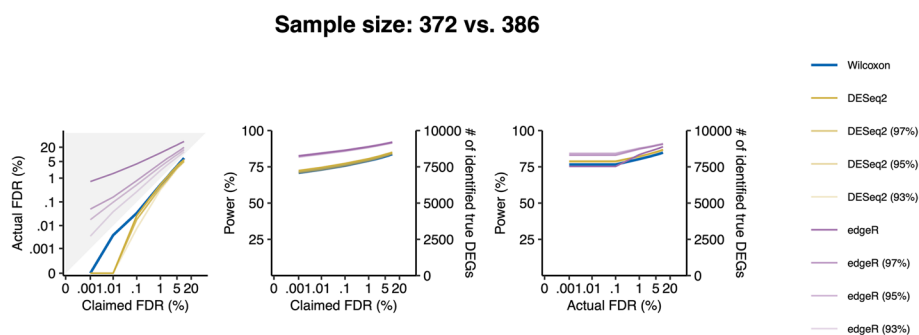 Sample size: 372 vs. 386
Actual FDR (%)
20
5
1
.1
.01
.001
0
0 .001 .01 .1 1 5 20
Claimed FDR (%)
Power (%)
100
75
50
25
0 .001 .01 .1 1 5 20
Claimed FDR (%)
10000
7500
5000
2500
0
# of identified true DEGs
Power (%)
100
75
50
25
0 .001 .01 .1 1 5 20
Actual FDR (%)
10000
7500
5000
2500
0
# of identified true DEGs
Wilcoxon
DESeq2
DESeq2 (97%)
DESeq2 (95%)
DESeq2 (93%)
edgeR
edgeR (97%)
edgeR (95%)
edgeR (93%)